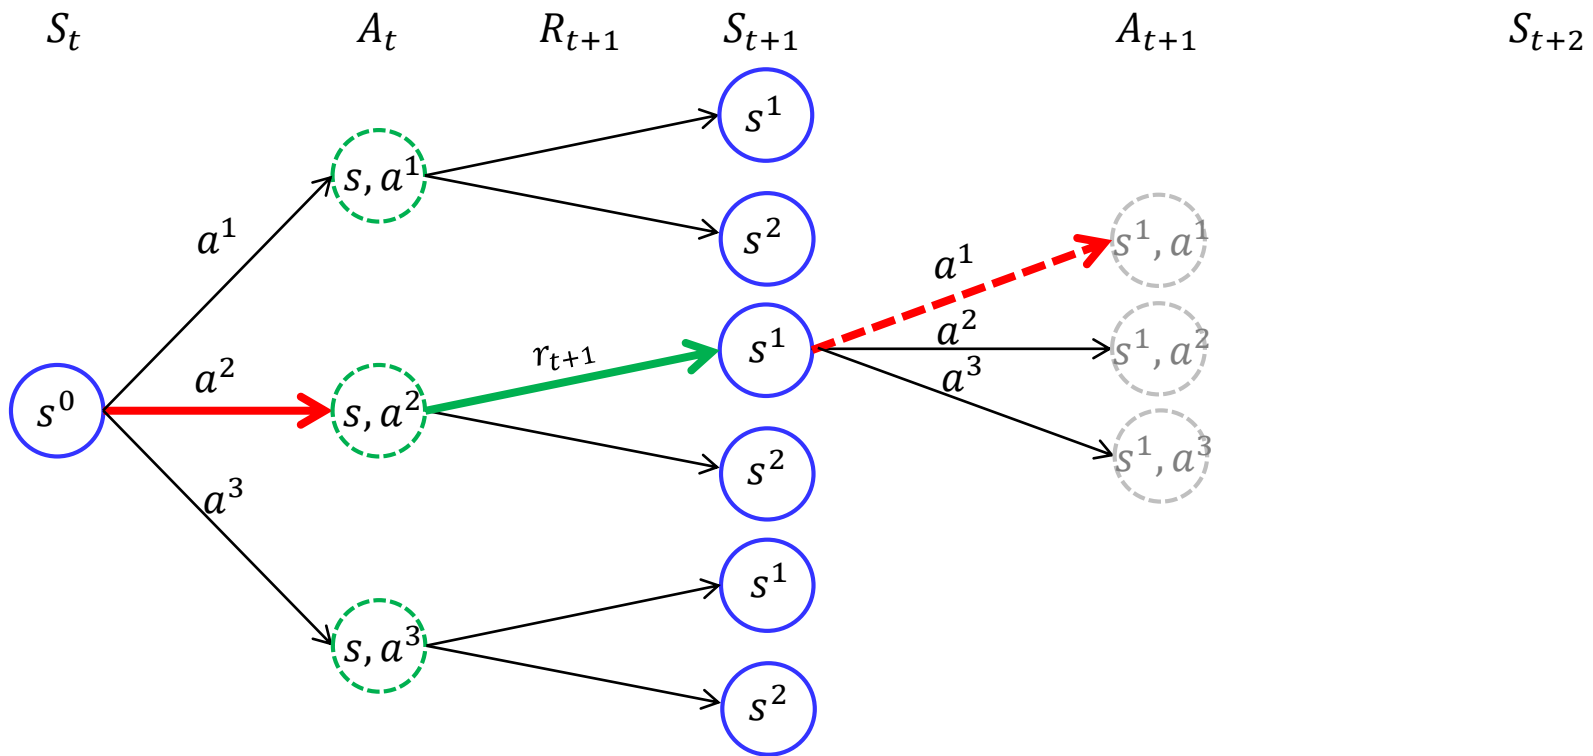 S_t A_t R_{t+1} S_{t+1} A_{t+1} S_{t+2}
s^1
s, a^1
a^1
s^2
s^1, a^1
a^1
a^2
s^1
r_{t+1}
s^1, a^2
a^3
a^2
s^0
s, a^2
s^1, a^3
s^2
a^3
s^1
s, a^3
s^2